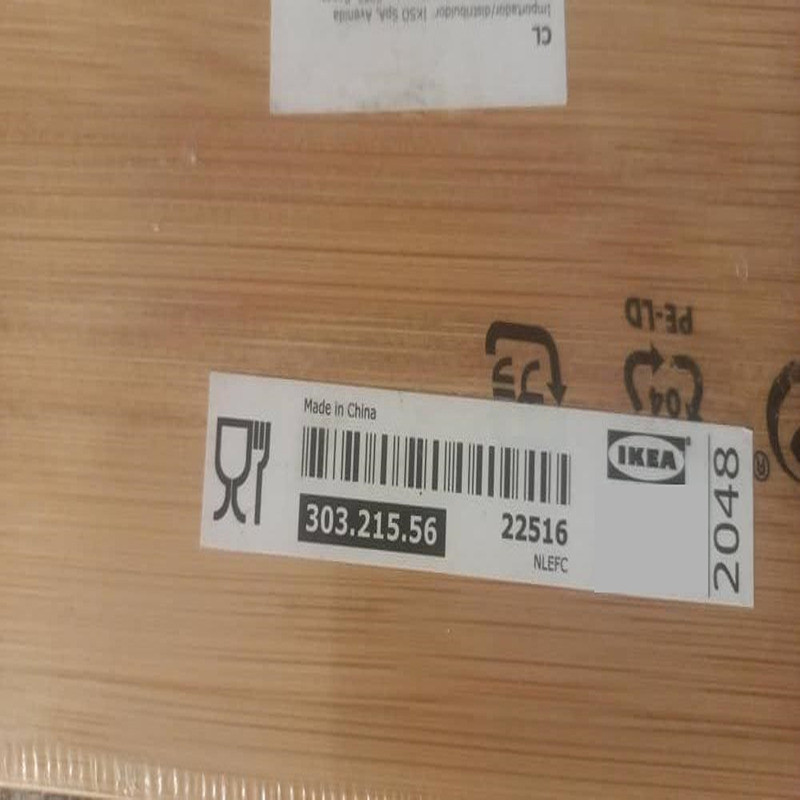 CL
Importador/distribuidor: IKSO SpA, Avenida
PE-LD
04
Made in China
303.215.56
22516
NLEFC
IKEA
2048